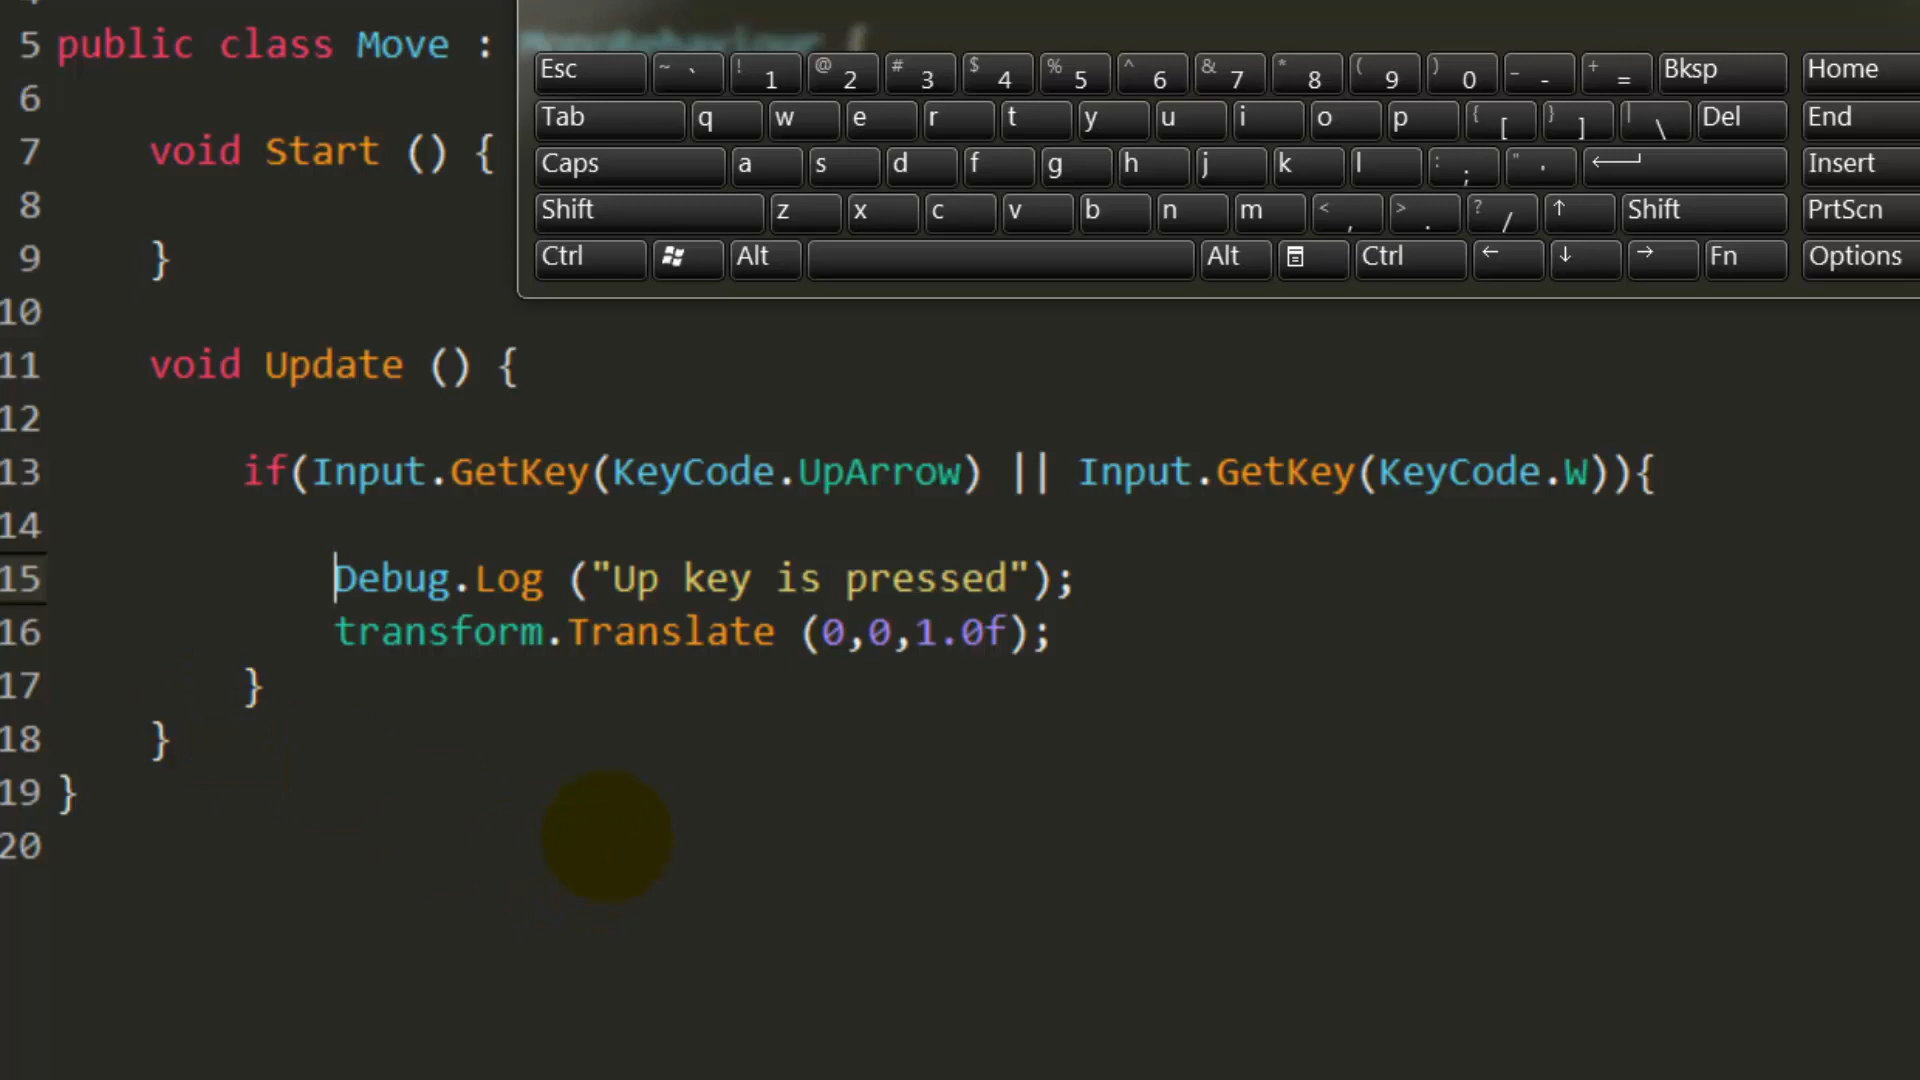 5 public class Move : {
6
7 void Start () {
8
9 }
10
11 void Update () {
12
13 if(Input.GetKey(KeyCode.UpArrow) || Input.GetKey(KeyCode.W)){
14
15 Debug.Log ("Up key is pressed");
16 transform.Translate (0,0,1.0f);
17 }
18 }
19 }
20
Esc ~ ` ! 1 @ 2 # 3 $ 4 % 5 ^ 6 & 7 * 8 ( 9 ) 0 _ - + = Bksp Home
Tab q w e r t y u i o p { [ } ] | \ Del End
Caps a s d f g h j k l : ; " ' Insert
Shift z x c v b n m < , > . ? / ↑ Shift PrtScn
Ctrl Alt Alt Ctrl ← ↓ → Fn Options